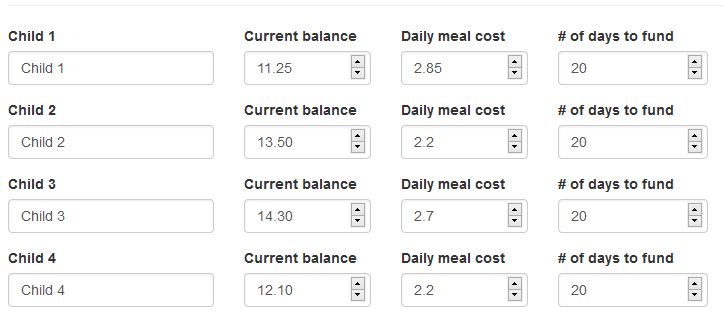 Child 1 Current balance Daily meal cost # of days to fund
Child 1 11.25 2.85 20
Child 2 Current balance Daily meal cost # of days to fund
Child 2 13.50 2.2 20
Child 3 Current balance Daily meal cost # of days to fund
Child 3 14.30 2.7 20
Child 4 Current balance Daily meal cost # of days to fund
Child 4 12.10 2.2 20